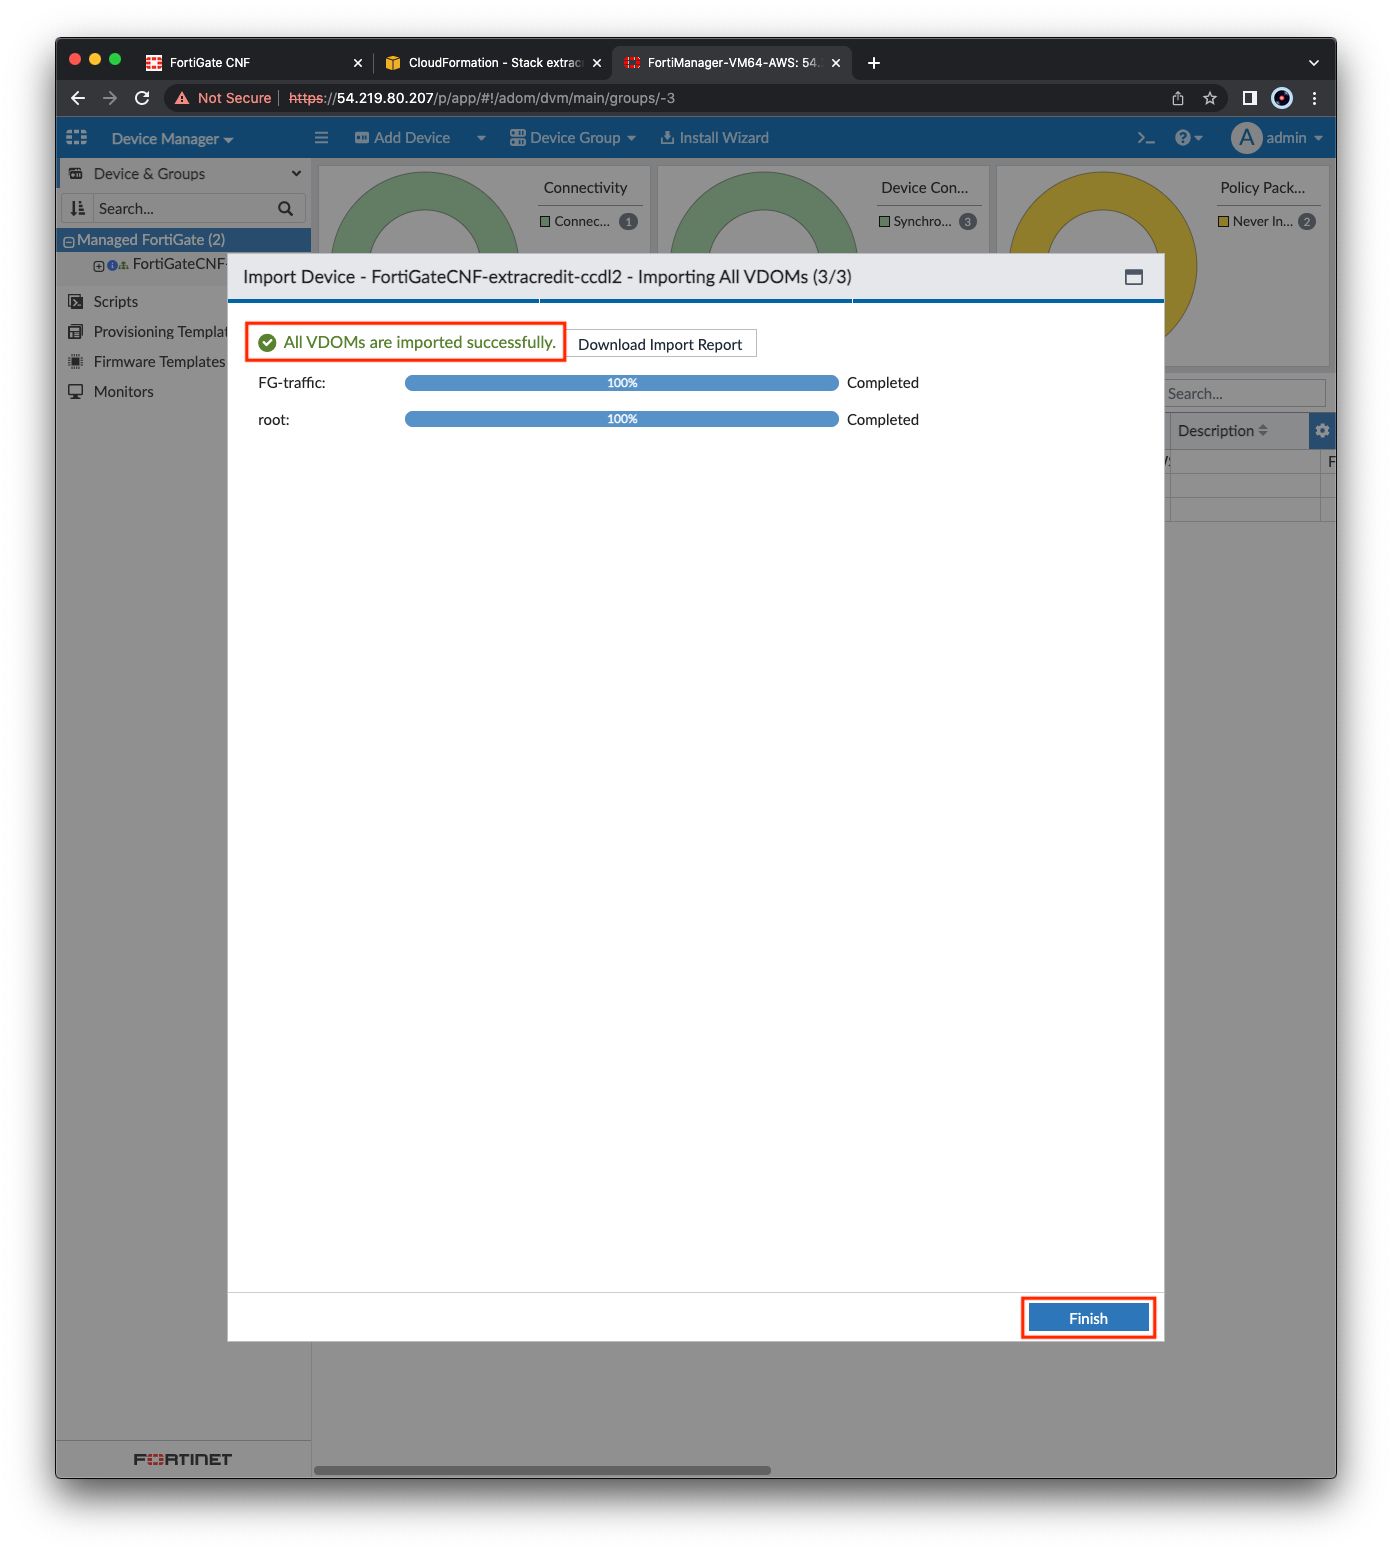 FortiGate CNF
CloudFormation - Stack extrac
FortiManager-VM64-AWS: 54.
Not Secure https://54.219.80.207/p/app/#!/adom/dvm/main/groups/-3
Device Manager Add Device Device Group Install Wizard >_ ? A admin
Device & Groups
Search...
Managed FortiGate (2)
FortiGateCNF-
Scripts
Provisioning Templat
Firmware Templates
Monitors
Connectivity
Connec... 1
Device Con...
Synchro... 3
Policy Pack...
Never In... 2
Search...
Description
F
Import Device - FortiGateCNF-extracredit-ccdl2 - Importing All VDOMs (3/3)
All VDOMs are imported successfully. Download Import Report
FG-traffic: 100% Completed
root: 100% Completed
Finish
FORTINET